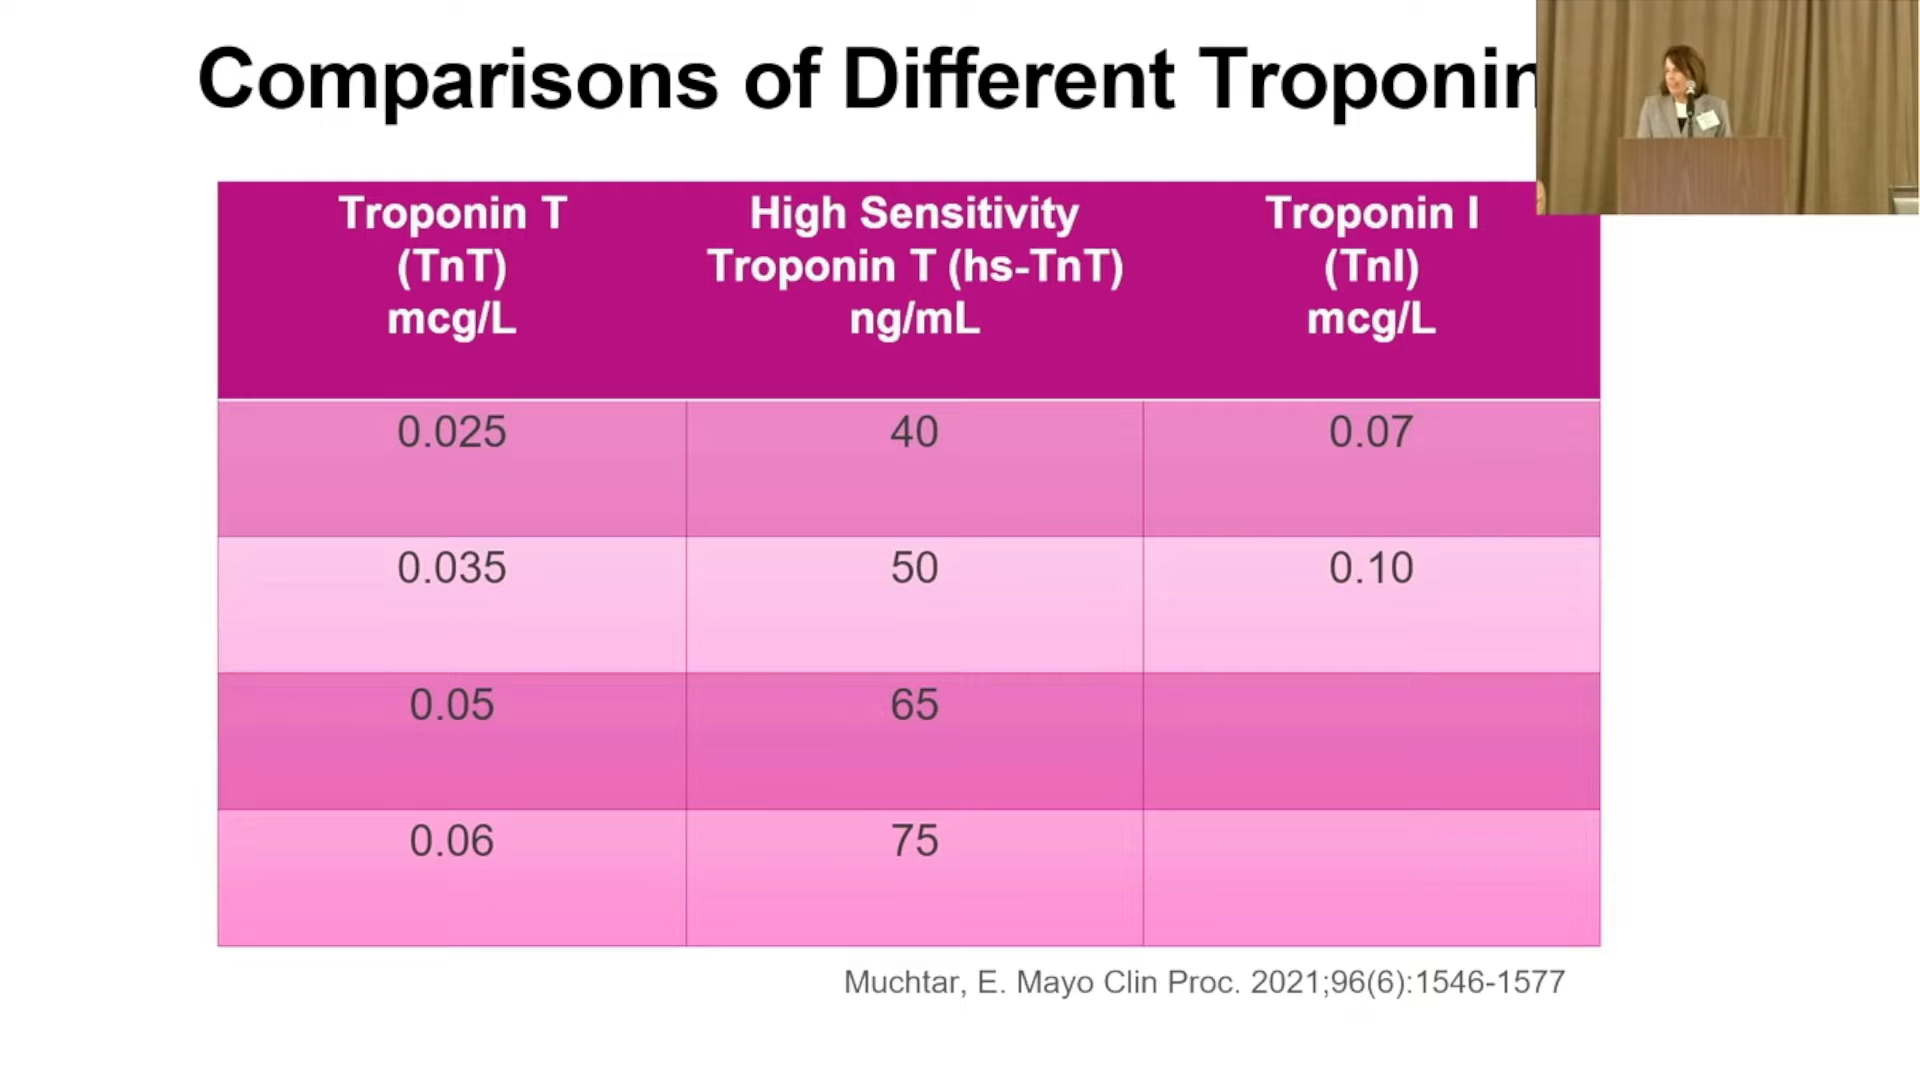 Comparisons of Different Troponin
Troponin T
(TnT)
mcg/L
High Sensitivity
Troponin T (hs-TnT)
ng/mL
Troponin I
(TnI)
mcg/L
0.025 40 0.07
0.035 50 0.10
0.05 65
0.06 75
Muchtar, E. Mayo Clin Proc. 2021;96(6):1546-1577